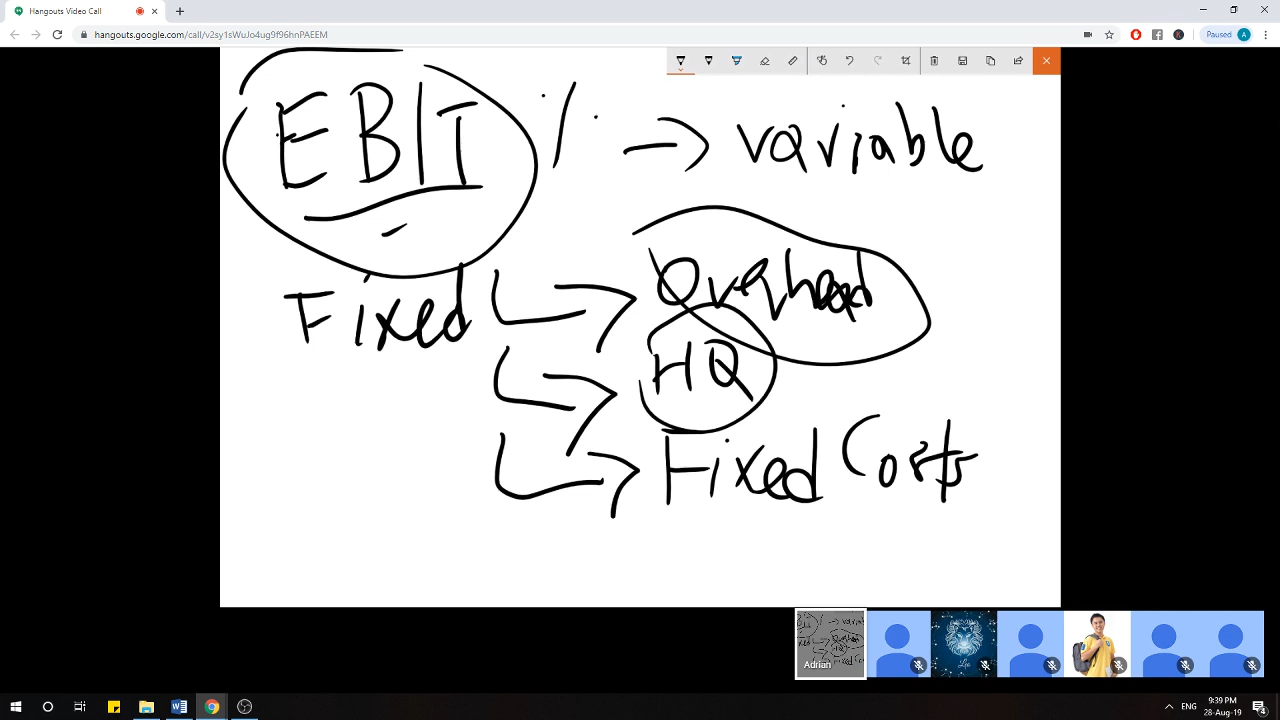 Hangouts Video Call
hangouts.google.com/call/v2sy1sWuJo4ug9f96hnPAEEM
Paused
A
EBIT % → variable
Fixed → Overhead
HQ
Fixed Costs
Adrian
ENG
9:39 PM
28-Aug-19
4